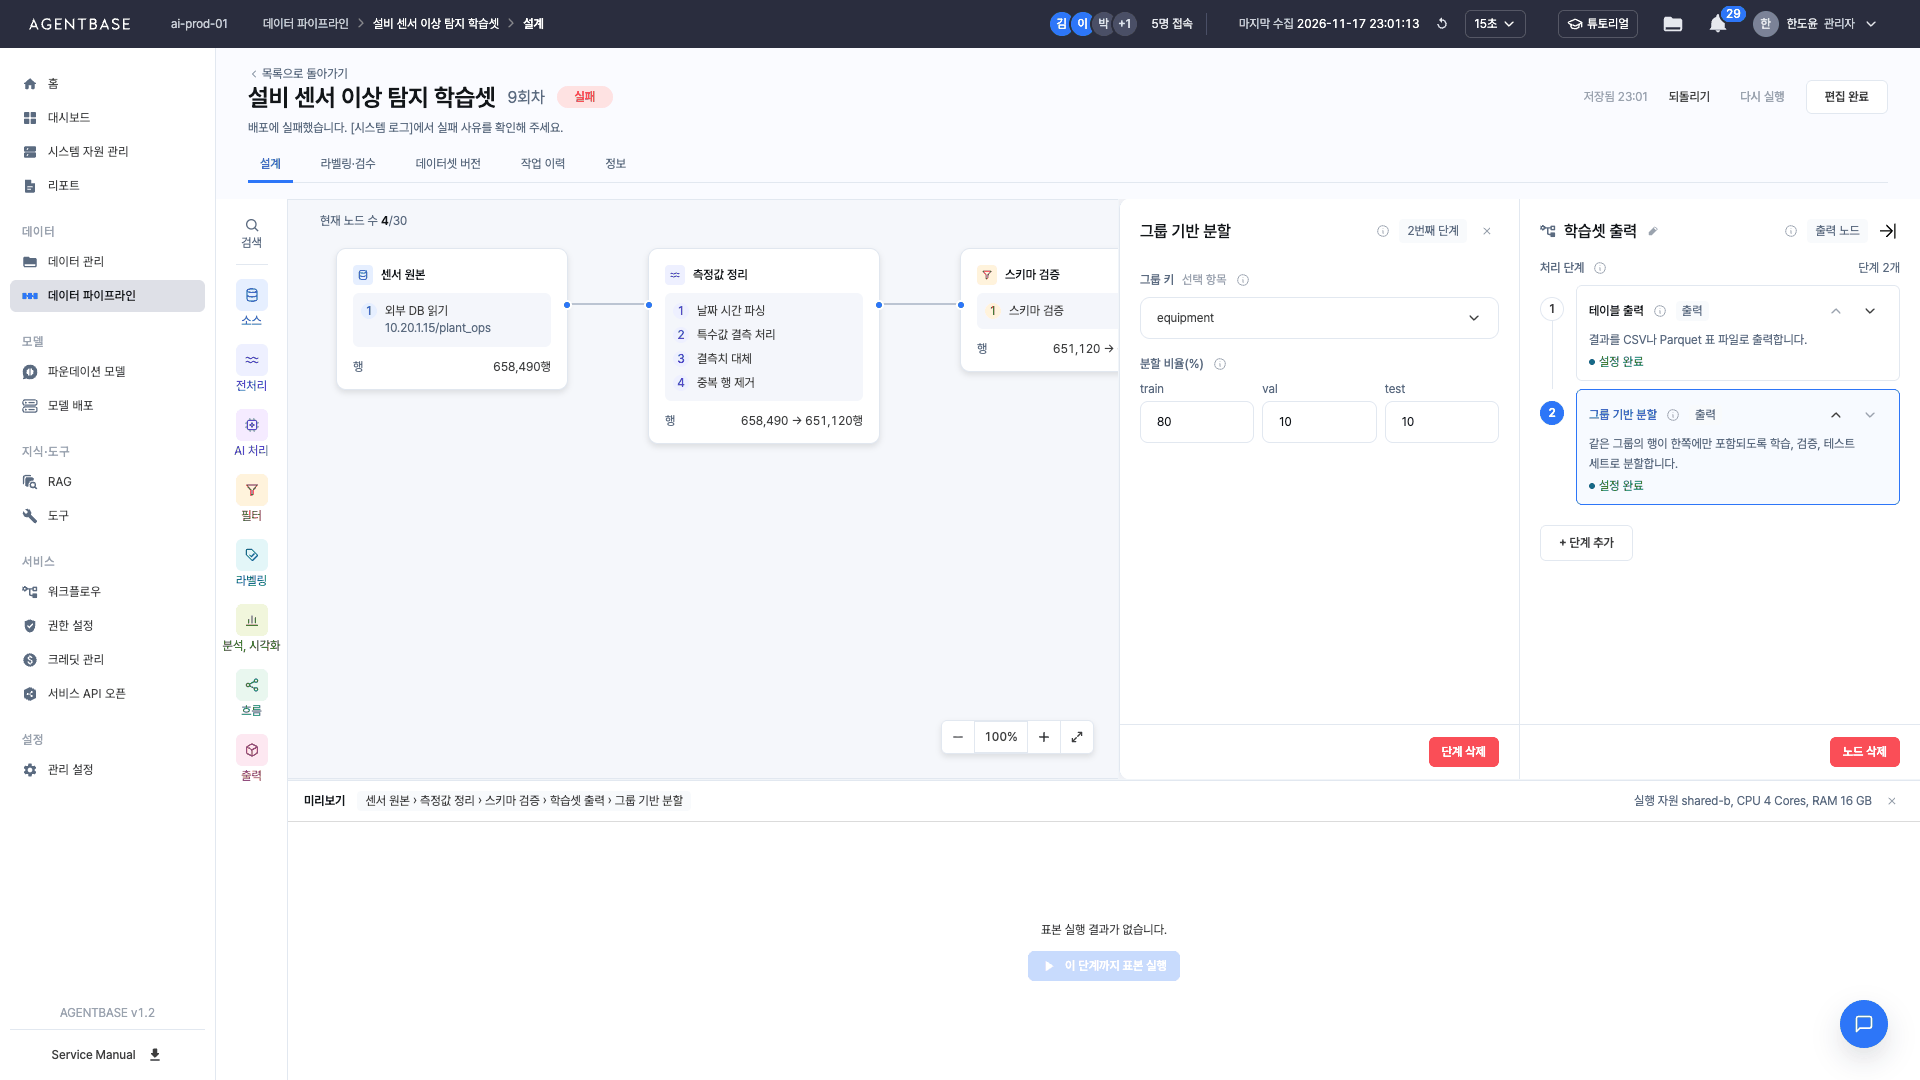 AGENTBASE
ai-prod-01
데이터 파이프라인
설비 센서 이상 탐지 학습셋
설계
김
이
박
+1
5명 접속
마지막 수집 2026-11-17 23:01:13
15초
튜토리얼
29
한
한도윤 관리자
홈
대시보드
시스템 자원 관리
리포트
데이터
데이터 관리
데이터 파이프라인
모델
파운데이션 모델
모델 배포
지식·도구
RAG
도구
서비스
워크플로우
권한 설정
크레딧 관리
서비스 API 오픈
설정
관리 설정
AGENTBASE v1.2
Service Manual
목록으로 돌아가기
설비 센서 이상 탐지 학습셋 9회차 실패
배포에 실패했습니다. [시스템 로그]에서 실패 사유를 확인해 주세요.
저장됨 23:01
되돌리기
다시 실행
편집 완료
설계
라벨링·검수
데이터셋 버전
작업 이력
정보
검색
소스
전처리
AI 처리
필터
라벨링
분석, 시각화
흐름
출력
현재 노드 수 4/30
센서 원본
1 외부 DB 읽기
10.20.1.15/plant_ops
행 658,490행
측정값 정리
1 날짜 시간 파싱
2 특수값 결측 처리
3 결측치 대체
4 중복 행 제거
행 658,490 → 651,120행
스키마 검증
1 스키마 검증
행 651,120 →
100%
그룹 기반 분할
2번째 단계
그룹 키 선택 항목
equipment
분할 비율(%)
train
val
test
80
10
10
단계 삭제
학습셋 출력
출력 노드
처리 단계
단계 2개
1
테이블 출력 출력
결과를 CSV나 Parquet 표 파일로 출력합니다.
설정 완료
2
그룹 기반 분할 출력
같은 그룹의 행이 한쪽에만 포함되도록 학습, 검증, 테스트
세트로 분할합니다.
설정 완료
+ 단계 추가
노드 삭제
미리보기
센서 원본 › 측정값 정리 › 스키마 검증 › 학습셋 출력 › 그룹 기반 분할
실행 자원 shared-b, CPU 4 Cores, RAM 16 GB
표본 실행 결과가 없습니다.
이 단계까지 표본 실행